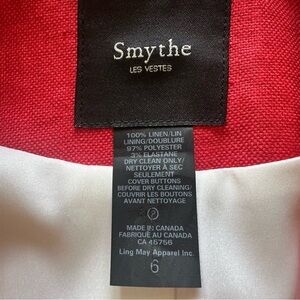 Smythe
LES VESTES
100% LINEN/LIN
LINING/DOUBLURE
97% POLYESTER
3% ELASTANE
DRY CLEAN ONLY/
NETTOYER À SEC
SEULEMENT
COVER BUTTONS
BEFORE DRY CLEANING/
COUVRIR LES BOUTONS
AVANT NETTOYAGE
P
MADE IN CANADA
FABRIQUÉ AU CANADA
CA 45756
Ling May Apparel Inc.
6